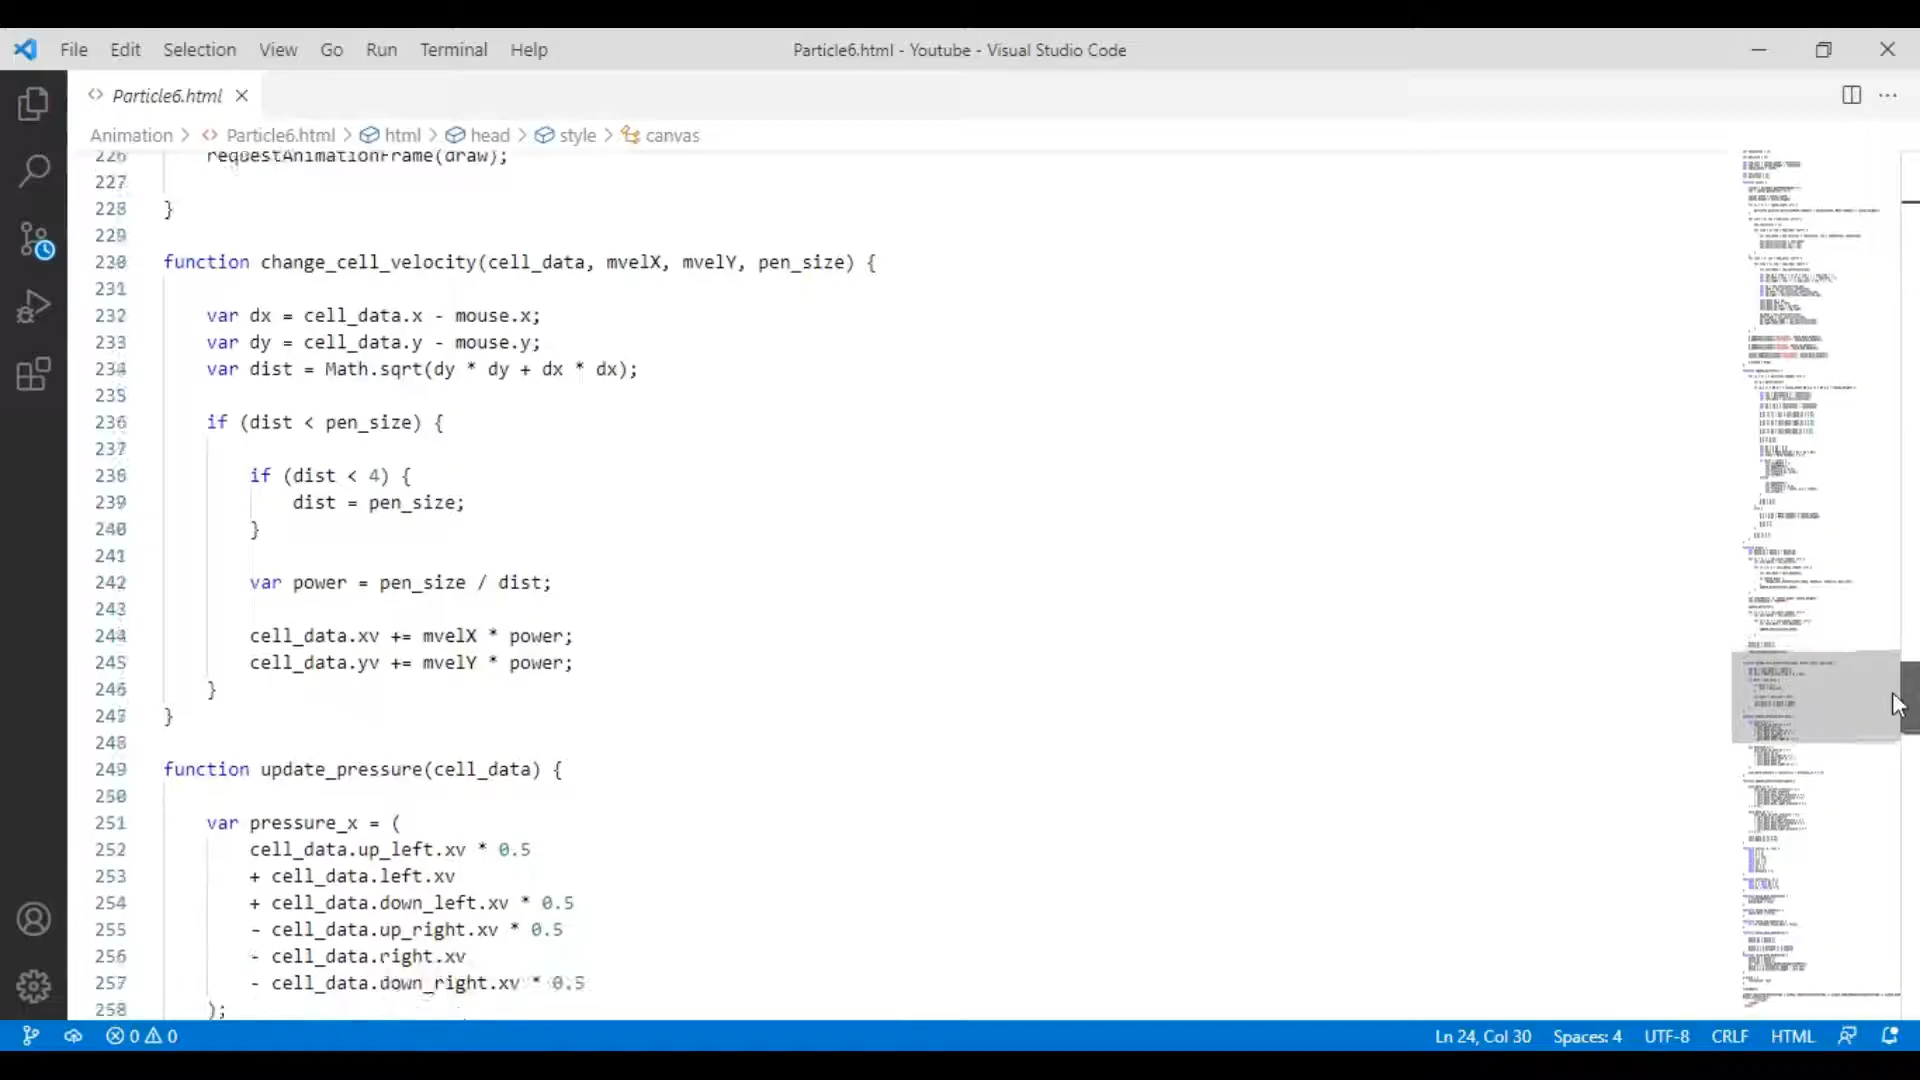 File Edit Selection View Go Run Terminal Help
Particle6.html - Youtube - Visual Studio Code
Particle6.html
Animation > Particle6.html > html > head > style > canvas
226 requestAnimationFrame(draw);
227
228 }
229
230 function change_cell_velocity(cell_data, mvelX, mvelY, pen_size) {
231
232 var dx = cell_data.x - mouse.x;
233 var dy = cell_data.y - mouse.y;
234 var dist = Math.sqrt(dy * dy + dx * dx);
235
236 if (dist < pen_size) {
237
238 if (dist < 4) {
239 dist = pen_size;
240 }
241
242 var power = pen_size / dist;
243
244 cell_data.xv += mvelX * power;
245 cell_data.yv += mvelY * power;
246 }
247 }
248
249 function update_pressure(cell_data) {
250
251 var pressure_x = (
252 cell_data.up_left.xv * 0.5
253 + cell_data.left.xv
254 + cell_data.down_left.xv * 0.5
255 - cell_data.up_right.xv * 0.5
256 - cell_data.right.xv
257 - cell_data.down_right.xv * 0.5
258 );
0 0
Ln 24, Col 30 Spaces: 4 UTF-8 CRLF HTML